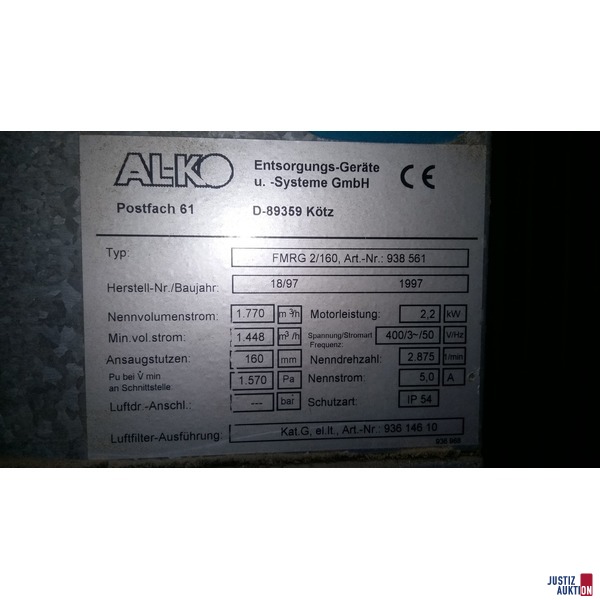 AL-KO Entsorgungs-Geräte CE
u. -Systeme GmbH
Postfach 61 D-89359 Kötz
Typ: FMRG 2/160, Art.-Nr.: 938 561
Herstell-Nr./Baujahr: 18/97 1997
Nennvolumenstrom: 1.770 m³/h Motorleistung: 2,2 kW
Min.vol.strom: 1.448 m³/h Spannung/Stromart Frequenz: 400/3~/50 V/Hz
Ansaugstutzen: 160 mm Nenndrehzahl: 2.875 1/min
Pu bei V̇ min an Schnittstelle: 1.570 Pa Nennstrom: 5,0 A
Luftdr.-Anschl.: --- bar Schutzart: IP 54
Luftfilter-Ausführung: Kat.G, el.lt., Art.-Nr.: 936 146 10
JUSTIZ
AUKTION